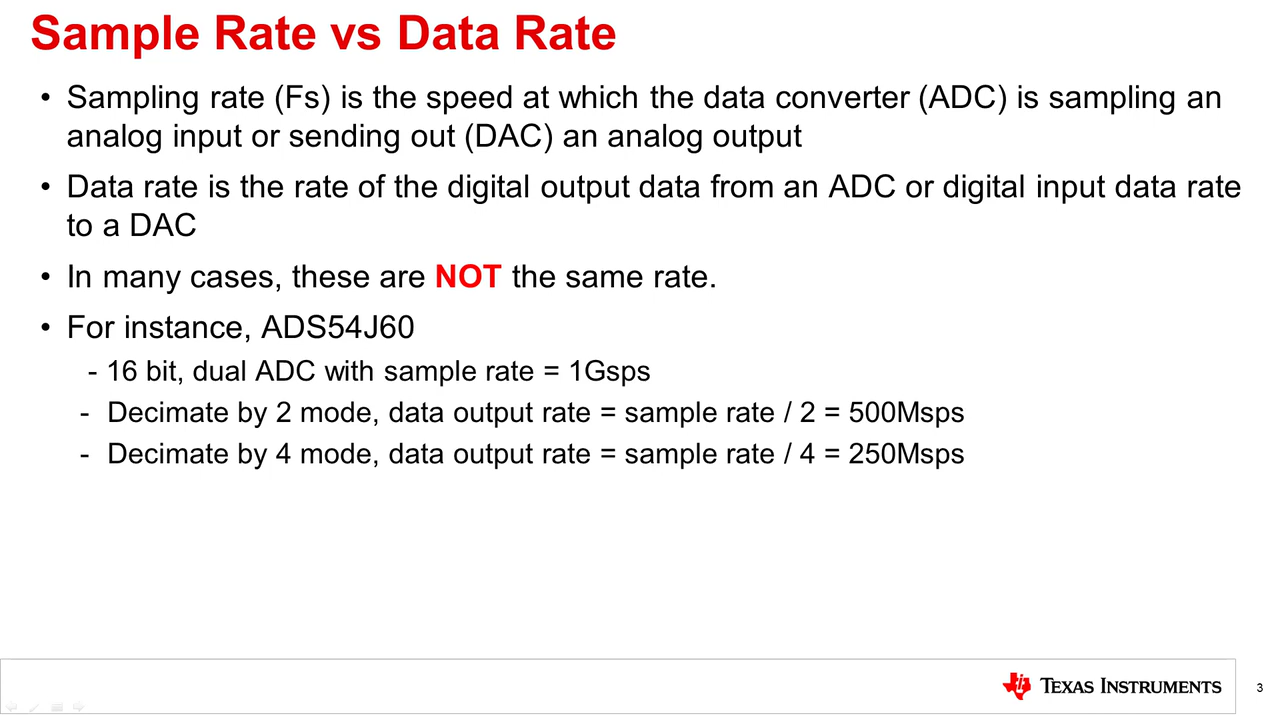 Sample Rate vs Data Rate
• Sampling rate (Fs) is the speed at which the data converter (ADC) is sampling an
analog input or sending out (DAC) an analog output
• Data rate is the rate of the digital output data from an ADC or digital input data rate
to a DAC
• In many cases, these are NOT the same rate.
• For instance, ADS54J60
- 16 bit, dual ADC with sample rate = 1Gsps
- Decimate by 2 mode, data output rate = sample rate / 2 = 500Msps
- Decimate by 4 mode, data output rate = sample rate / 4 = 250Msps
TEXAS INSTRUMENTS
3